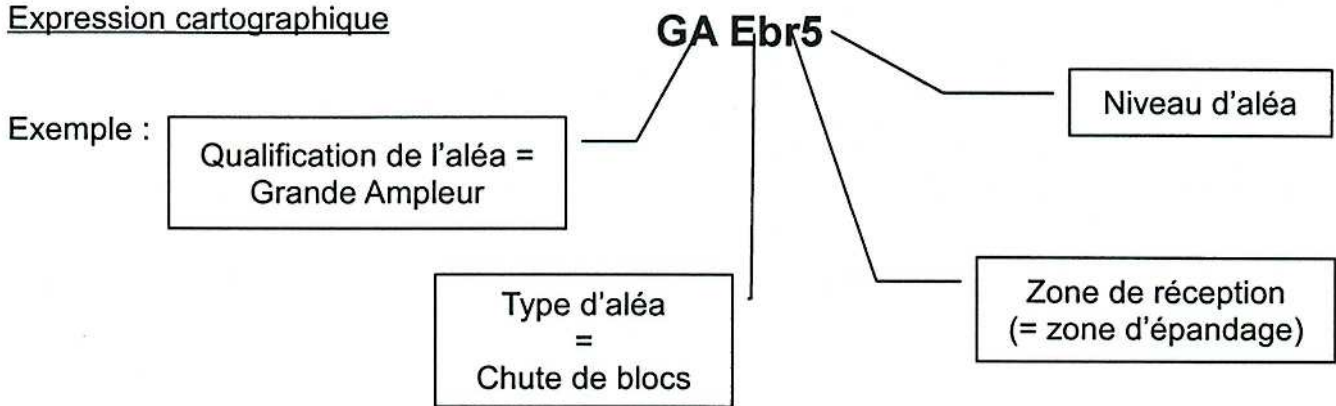 Expression cartographique
GA Ebr5
Niveau d'aléa
Exemple :
Qualification de l'aléa =
Grande Ampleur
Type d'aléa
=
Chute de blocs
Zone de réception
(= zone d'épandage)